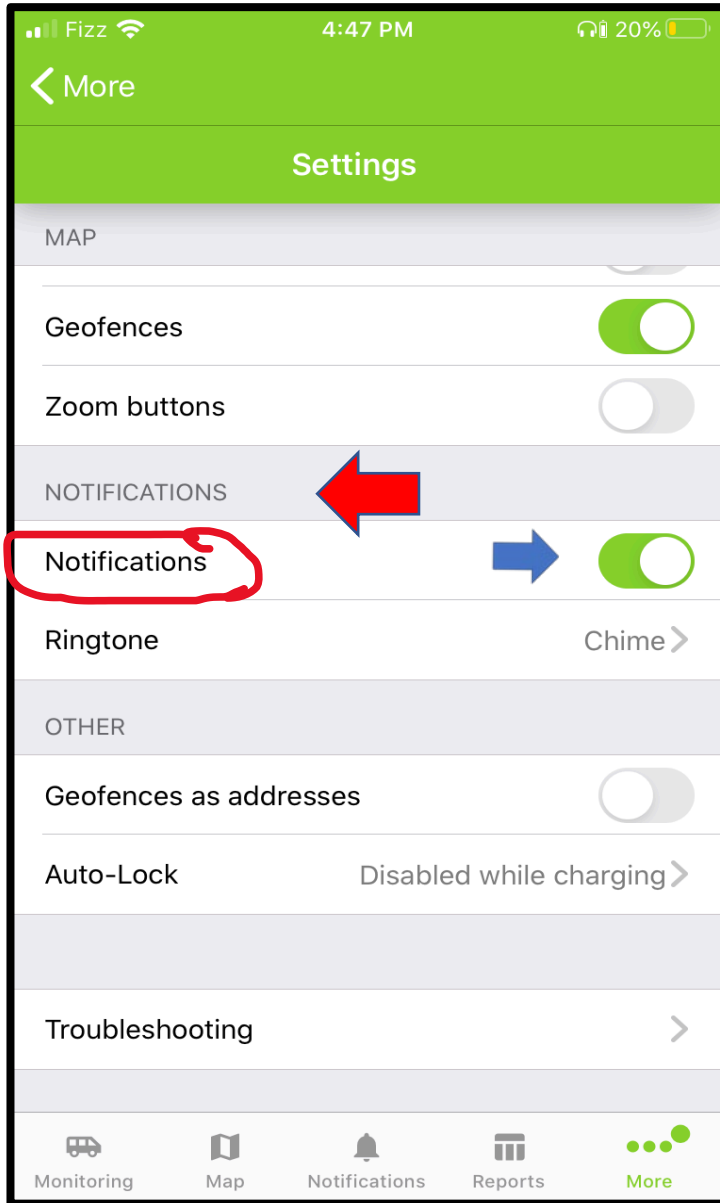 Fizz 4:47 PM 20%
More
Settings
MAP
Geofences
Zoom buttons
NOTIFICATIONS
Notifications
Ringtone Chime
OTHER
Geofences as addresses
Auto-Lock Disabled while charging
Troubleshooting
Monitoring Map Notifications Reports More